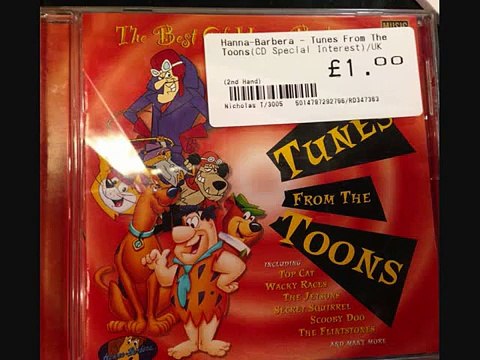 The Best Of
MUSIC
Hanna-Barbera - Tunes From The
Toons(CD Special Interest)/UK
£1.00
(2nd Hand)
Nicholas T/3005 5014797292796/RD347363
TUNES
FROM THE
TOONS
INCLUDING
TOP CAT
WACKY RACES
THE JETSONS
SECRET SQUIRREL
SCOOBY DOO
THE FLINTSTONES
AND MANY MORE